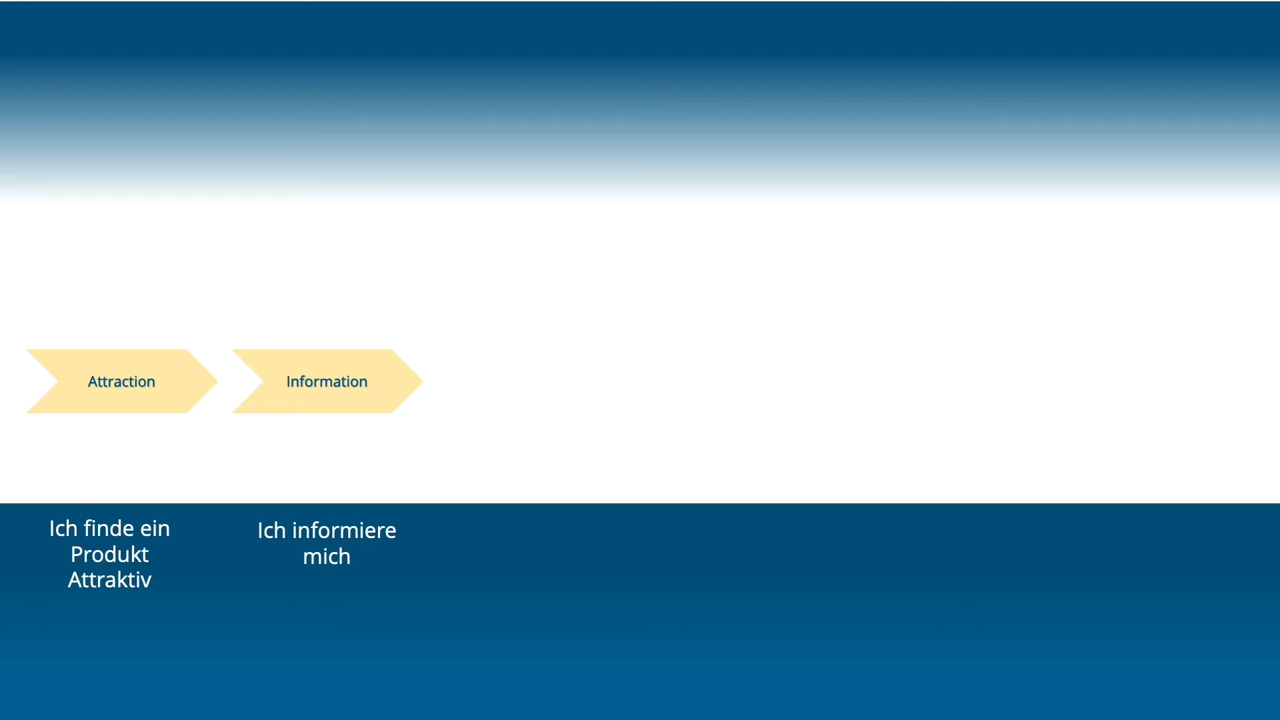 Attraction
Information
Ich finde ein
Produkt
Attraktiv
Ich informiere
mich